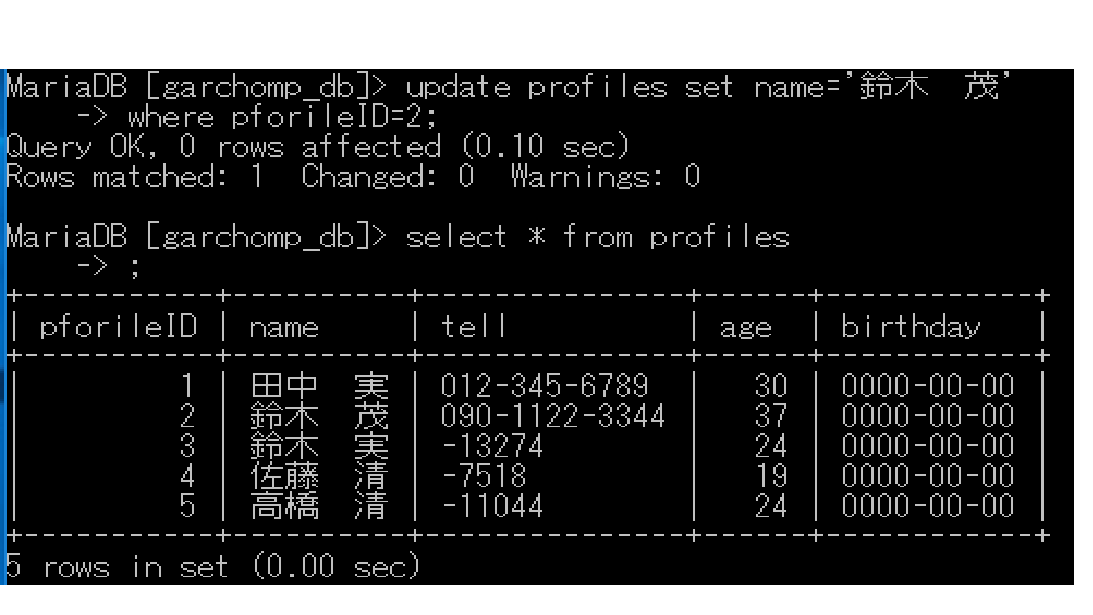 MariaDB [garchomp_db]> update profiles set name='鈴木　茂'
    -> where pforileID=2;
Query OK, 0 rows affected (0.10 sec)
Rows matched: 1  Changed: 0  Warnings: 0
MariaDB [garchomp_db]> select * from profiles
    -> ;
+-----------+----------+---------------+------+------------+
| pforileID | name     | tell          | age  | birthday   |
+-----------+----------+---------------+------+------------+
|         1 | 田中　実 | 012-345-6789  |   30 | 0000-00-00 |
|         2 | 鈴木　茂 | 090-1122-3344 |   37 | 0000-00-00 |
|         3 | 鈴木　実 | -13274        |   24 | 0000-00-00 |
|         4 | 佐藤　清 | -7518         |   19 | 0000-00-00 |
|         5 | 高橋　清 | -11044        |   24 | 0000-00-00 |
+-----------+----------+---------------+------+------------+
5 rows in set (0.00 sec)